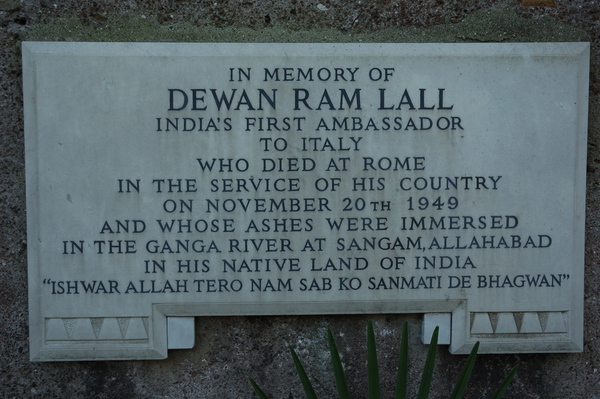 IN MEMORY OF
DEWAN RAM LALL
INDIA'S FIRST AMBASSADOR
TO ITALY
WHO DIED AT ROME
IN THE SERVICE OF HIS COUNTRY
ON NOVEMBER 20TH 1949
AND WHOSE ASHES WERE IMMERSED
IN THE GANGA RIVER AT SANGAM, ALLAHABAD
IN HIS NATIVE LAND OF INDIA
"ISHWAR ALLAH TERO NAM SAB KO SANMATI DE BHAGWAN"